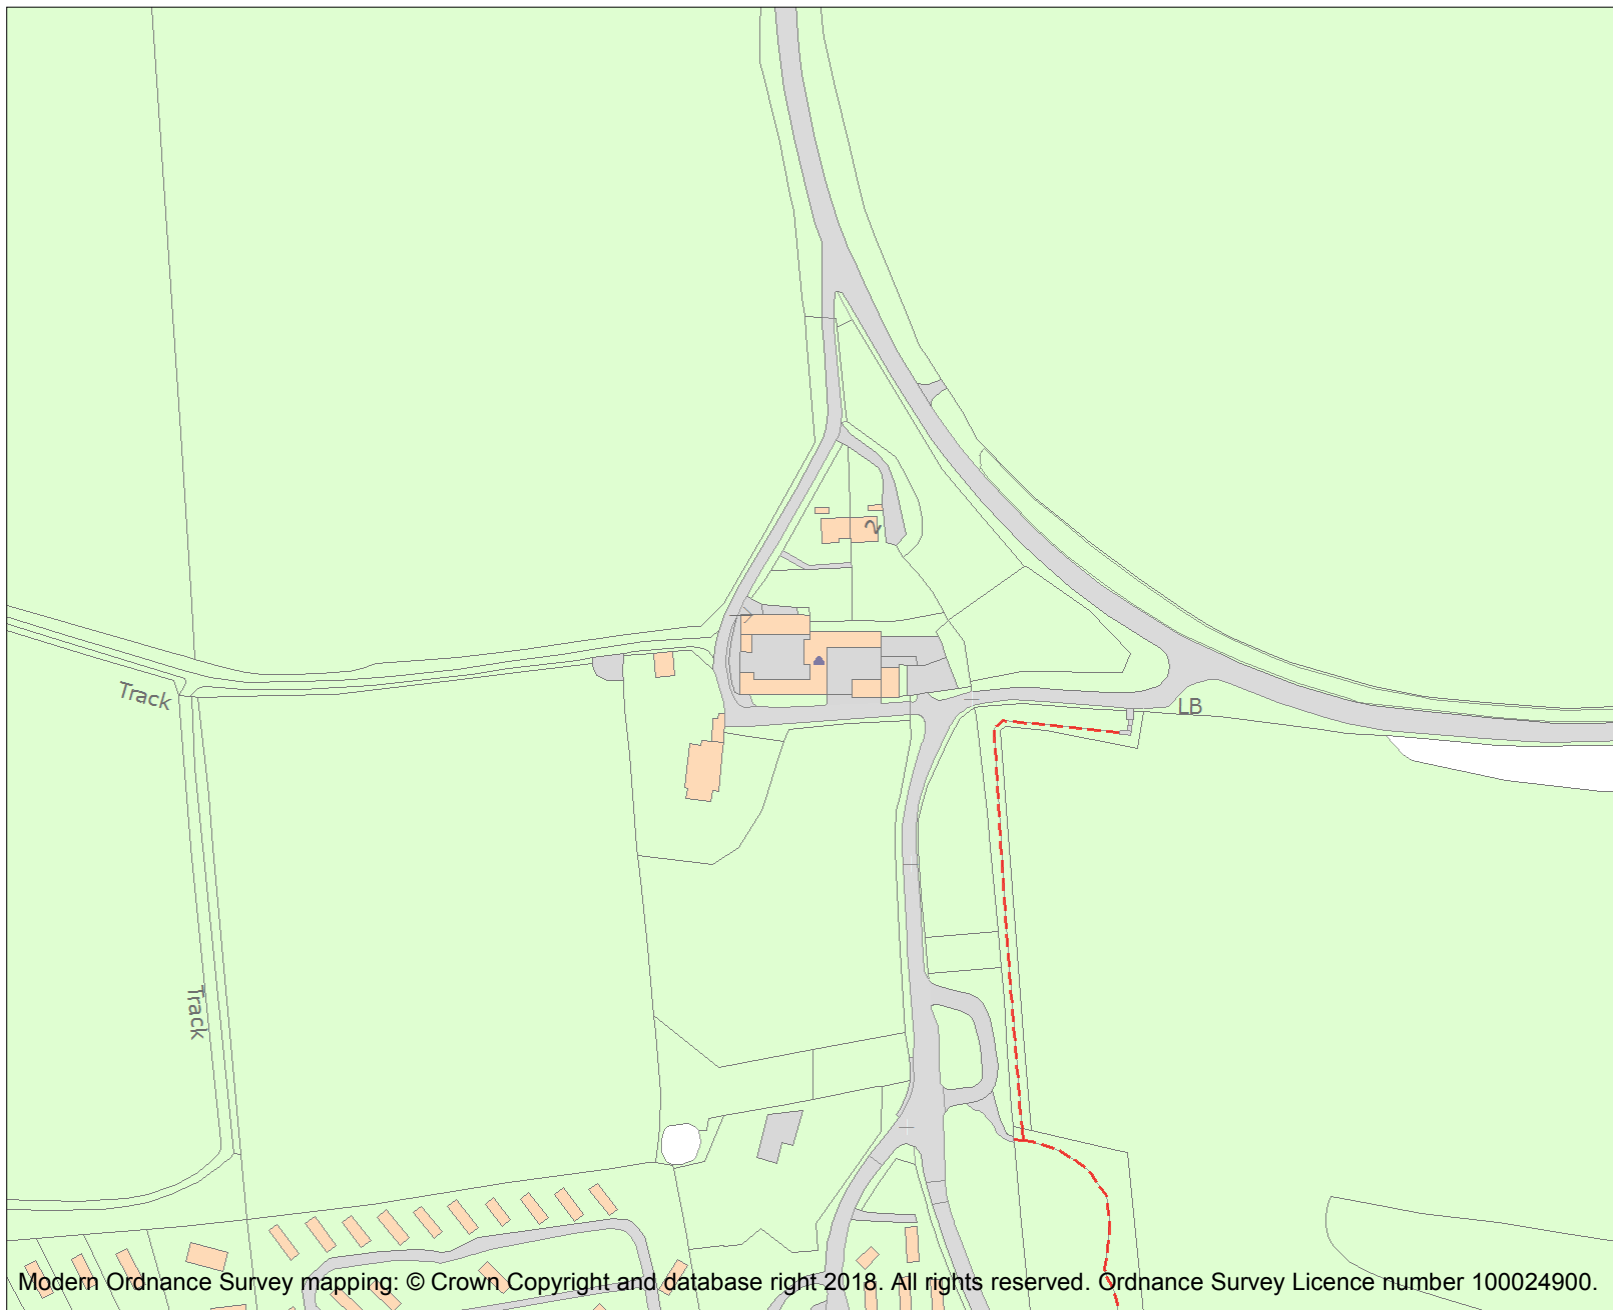 2
Track
LB
Track
Modern Ordnance Survey mapping: © Crown Copyright and database right 2018. All rights reserved. Ordnance Survey Licence number 100024900.